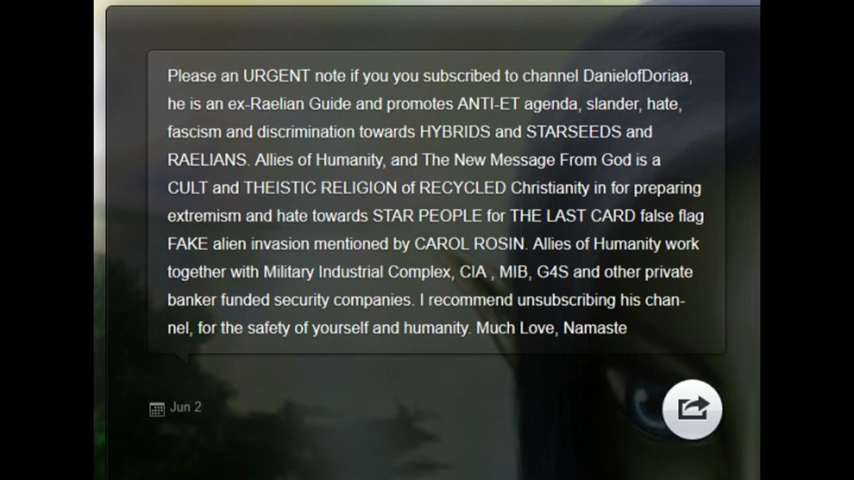 Please an URGENT note if you you subscribed to channel DanielofDoriaa,
he is an ex-Raelian Guide and promotes ANTI-ET agenda, slander, hate,
fascism and discrimination towards HYBRIDS and STARSEEDS and
RAELIANS. Allies of Humanity, and The New Message From God is a
CULT and THEISTIC RELIGION of RECYCLED Christianity in for preparing
extremism and hate towards STAR PEOPLE for THE LAST CARD false flag
FAKE alien invasion mentioned by CAROL ROSIN. Allies of Humanity work
together with Military Industrial Complex, CIA , MIB, G4S and other private
banker funded security companies. I recommend unsubscribing his chan-
nel, for the safety of yourself and humanity. Much Love, Namaste
Jun 2